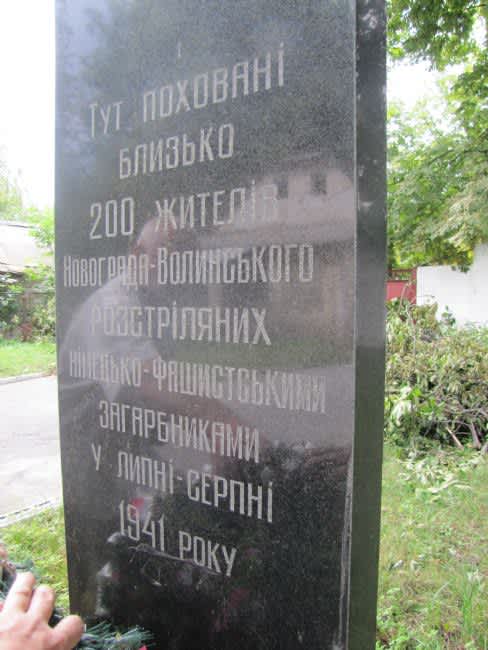 Тут поховані
близько
200 жителів
Новограда-Волинського
розстріляних
німецько-фашистськими
загарбниками
у липні-серпні
1941 року